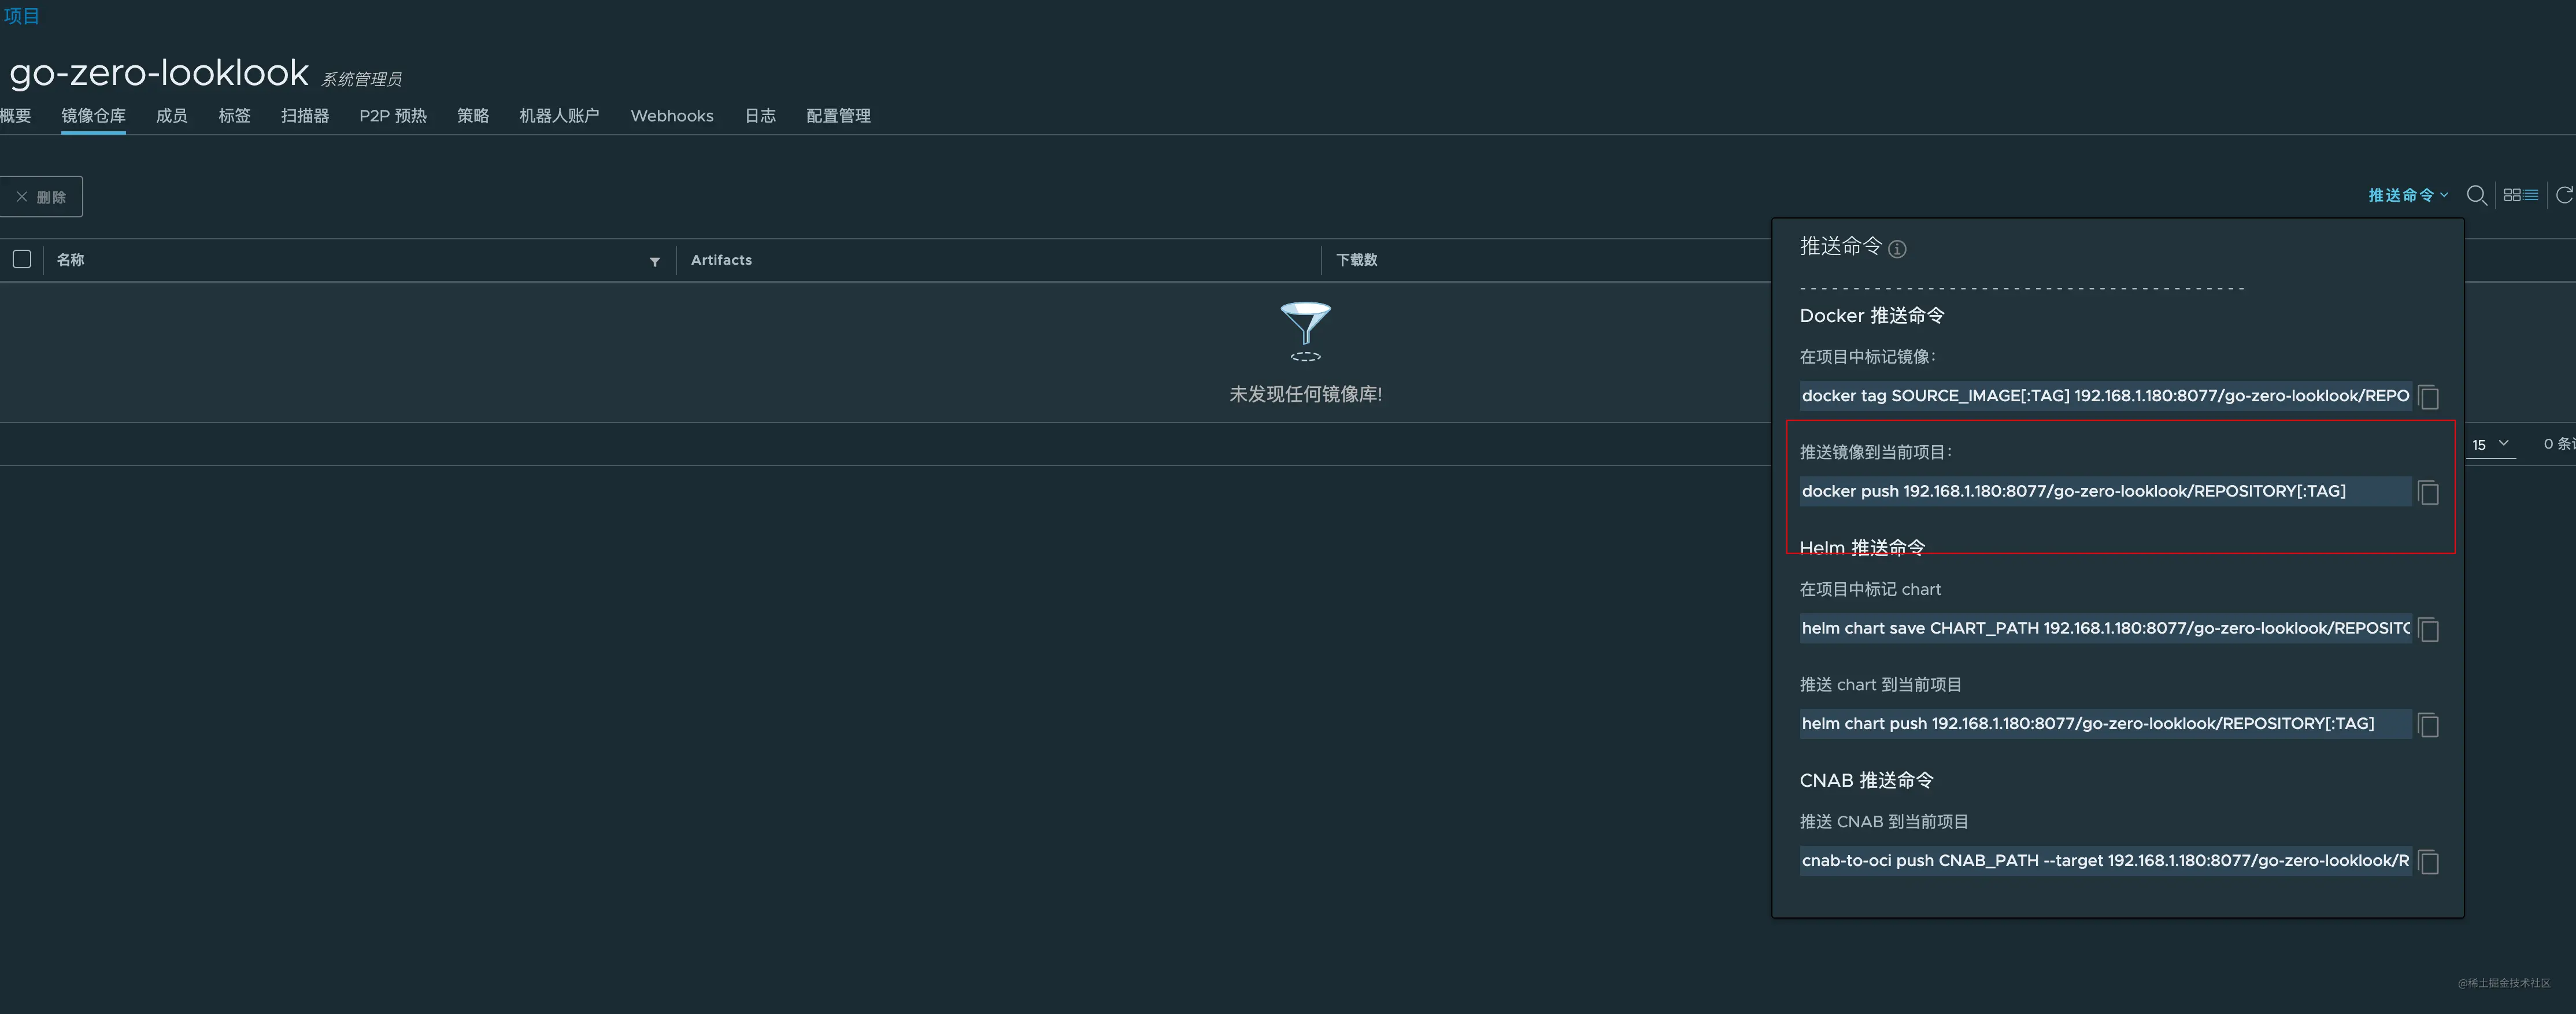 项目
go-zero-looklook 系统管理员
概要 镜像仓库 成员 标签 扫描器 P2P 预热 策略 机器人账户 Webhooks 日志 配置管理
删除
推送命令
名称 Artifacts 下载数
未发现任何镜像库!
15 0 条
推送命令
Docker 推送命令
在项目中标记镜像:
docker tag SOURCE_IMAGE[:TAG] 192.168.1.180:8077/go-zero-looklook/REPO
推送镜像到当前项目:
docker push 192.168.1.180:8077/go-zero-looklook/REPOSITORY[:TAG]
Helm 推送命令
在项目中标记 chart
helm chart save CHART_PATH 192.168.1.180:8077/go-zero-looklook/REPOSITO
推送 chart 到当前项目
helm chart push 192.168.1.180:8077/go-zero-looklook/REPOSITORY[:TAG]
CNAB 推送命令
推送 CNAB 到当前项目
cnab-to-oci push CNAB_PATH --target 192.168.1.180:8077/go-zero-looklook/R
@稀土掘金技术社区